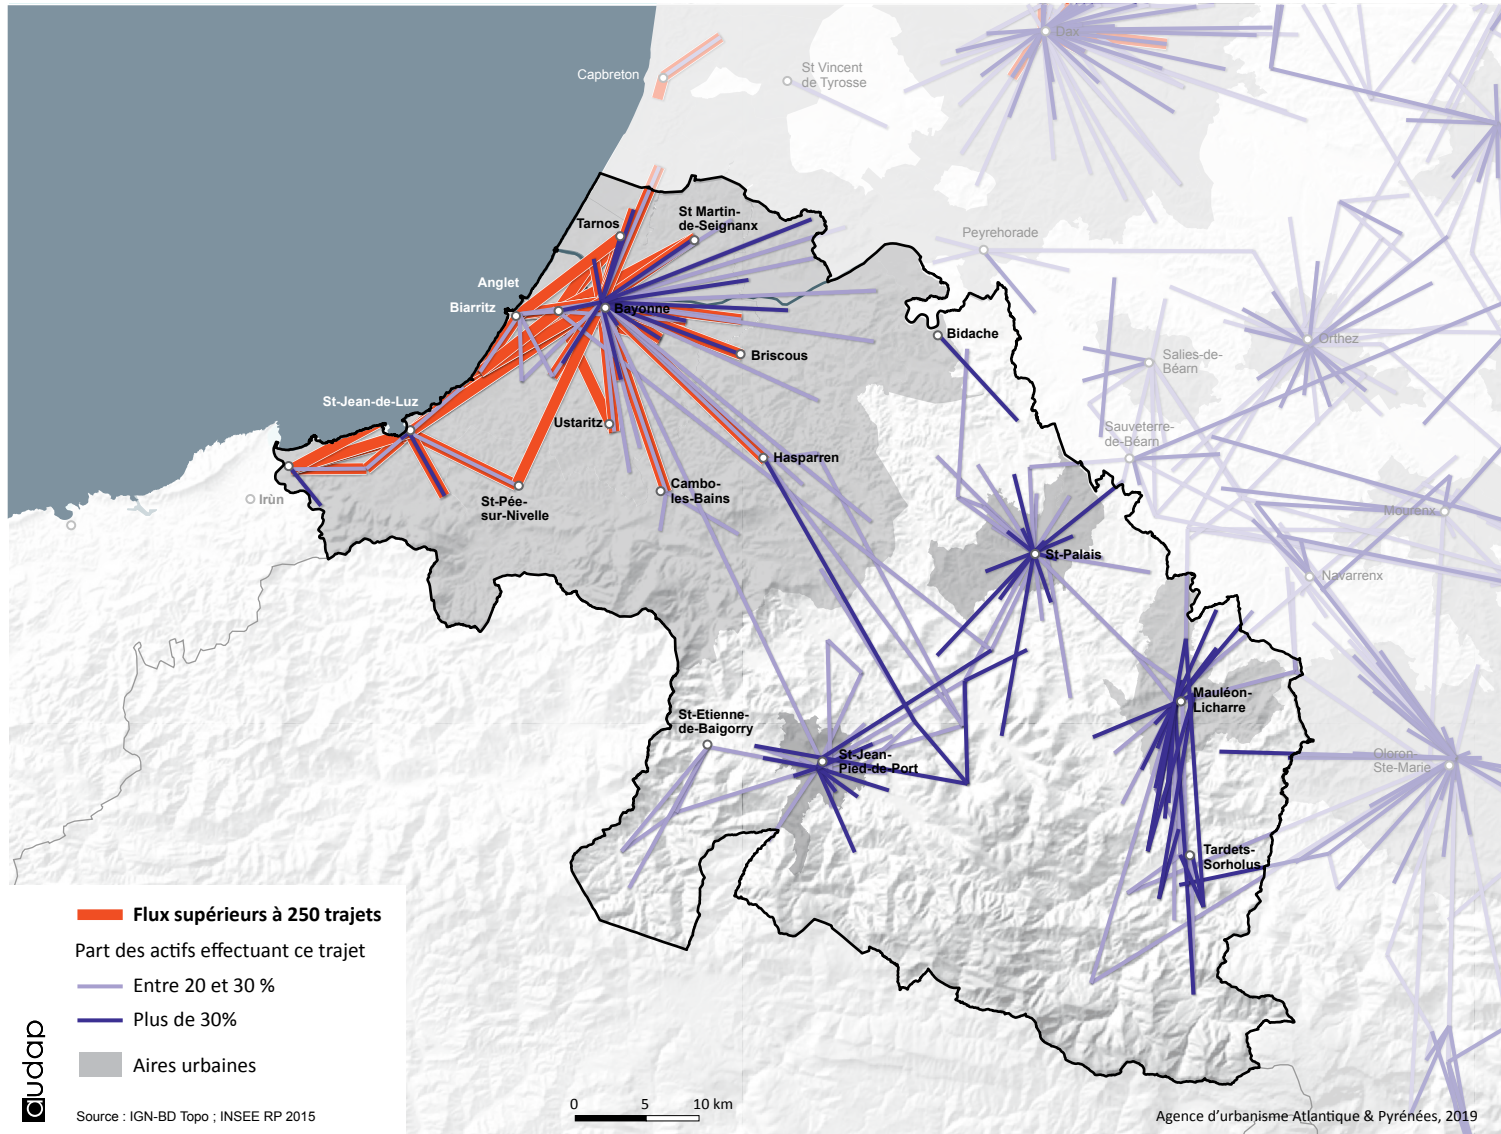 Dax
Capbreton
St Vincent
de Tyrosse
Tarnos
St Martin-
de-Seignanx
Peyrehorade
Anglet
Biarritz
Bayonne
Bidache
Orthez
Briscous
Salies-de-
Béarn
St-Jean-de-Luz
Ustaritz
Sauveterre-
de-Béarn
Hasparren
Irùn
St-Pée-
sur-Nivelle
Cambo-
les-Bains
Mourenx
St-Palais
Navarrenx
Mauléon-
Licharre
St-Etienne-
de-Baigorry
St-Jean-
Pied-de-Port
Oloron-
Ste-Marie
Tardets-
Sorholus
Flux supérieurs à 250 trajets
Part des actifs effectuant ce trajet
Entre 20 et 30 %
Plus de 30%
Aires urbaines
audap
Source : IGN-BD Topo ; INSEE RP 2015
0 5 10 km
Agence d'urbanisme Atlantique & Pyrénées, 2019